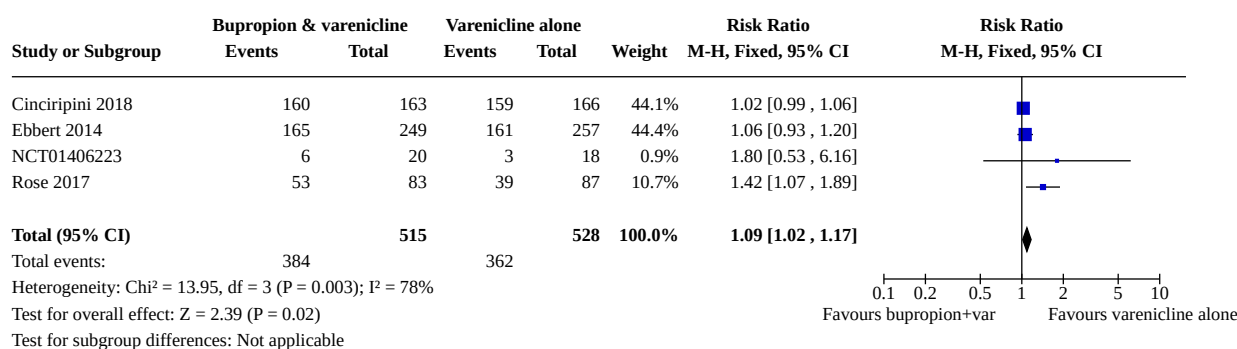 Bupropion & varenicline Varenicline alone Risk Ratio Risk Ratio
Study or Subgroup Events Total Events Total Weight M-H, Fixed, 95% CI M-H, Fixed, 95% CI
Cinciripini 2018 160 163 159 166 44.1% 1.02 [0.99 , 1.06]
Ebbert 2014 165 249 161 257 44.4% 1.06 [0.93 , 1.20]
NCT01406223 6 20 3 18 0.9% 1.80 [0.53 , 6.16]
Rose 2017 53 83 39 87 10.7% 1.42 [1.07 , 1.89]
Total (95% CI) 515 528 100.0% 1.09 [1.02 , 1.17]
Total events: 384 362
Heterogeneity: Chi² = 13.95, df = 3 (P = 0.003); I² = 78%
0.1 0.2 0.5 1 2 5 10
Test for overall effect: Z = 2.39 (P = 0.02) Favours bupropion+var Favours varenicline alone
Test for subgroup differences: Not applicable